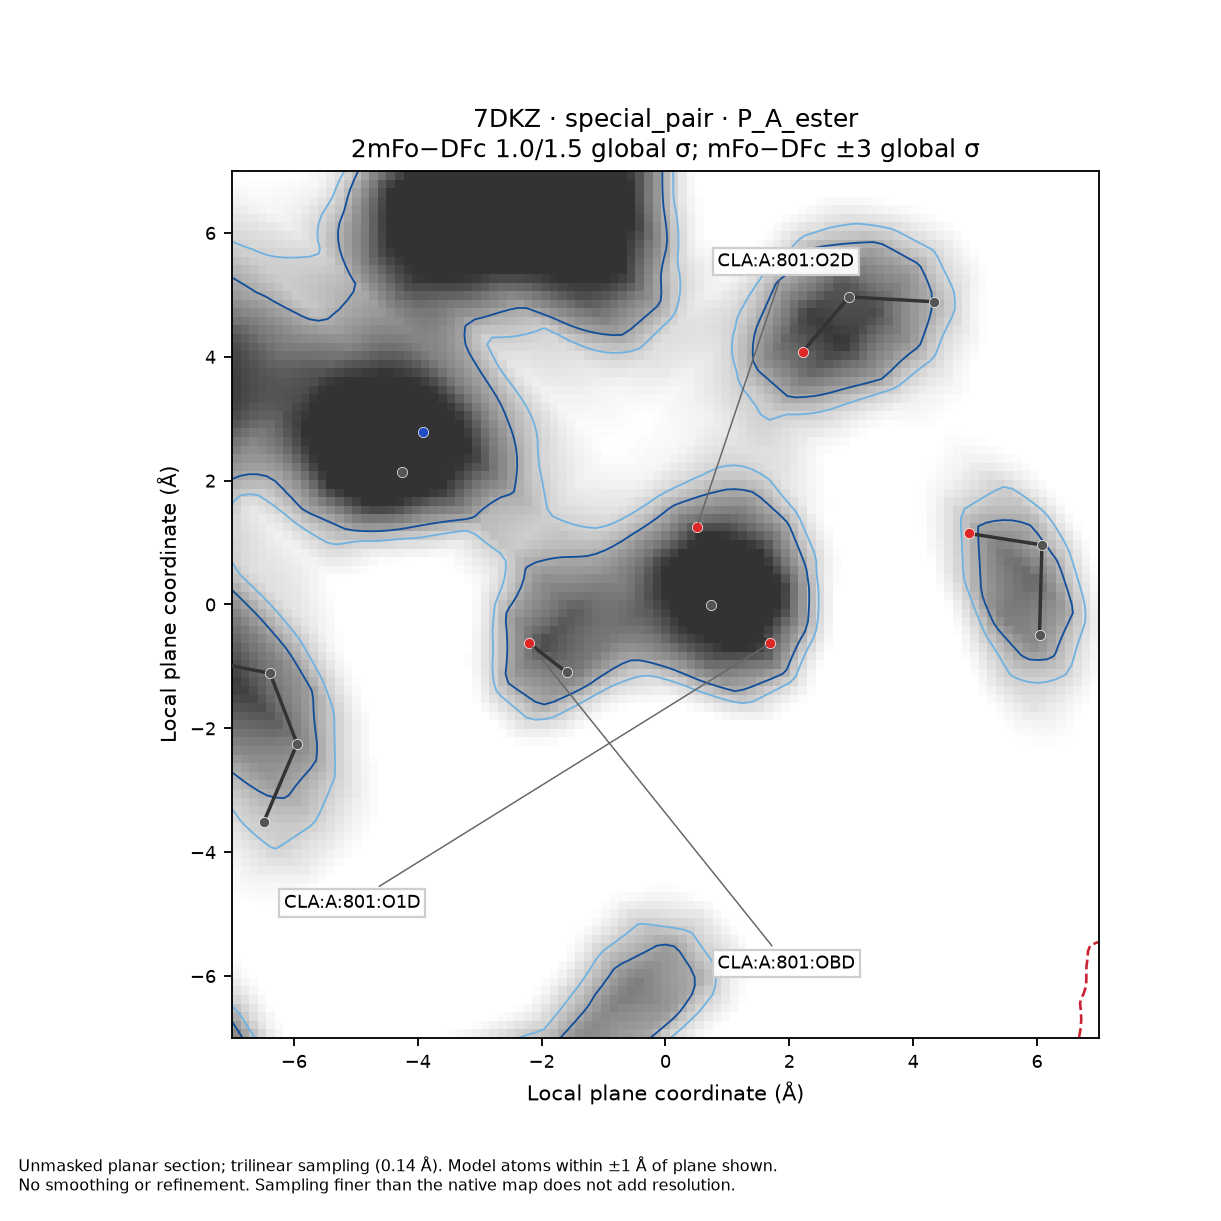 7DKZ · special_pair · P_A_ester
2mFo−DFc 1.0/1.5 global σ; mFo−DFc ±3 global σ
CLA:A:801:O2D
CLA:A:801:O1D
CLA:A:801:OBD
Local plane coordinate (Å)
6
4
2
0
−2
−4
−6
−6
−4
−2
0
2
4
6
Local plane coordinate (Å)
Unmasked planar section; trilinear sampling (0.14 Å). Model atoms within ±1 Å of plane shown.
No smoothing or refinement. Sampling finer than the native map does not add resolution.